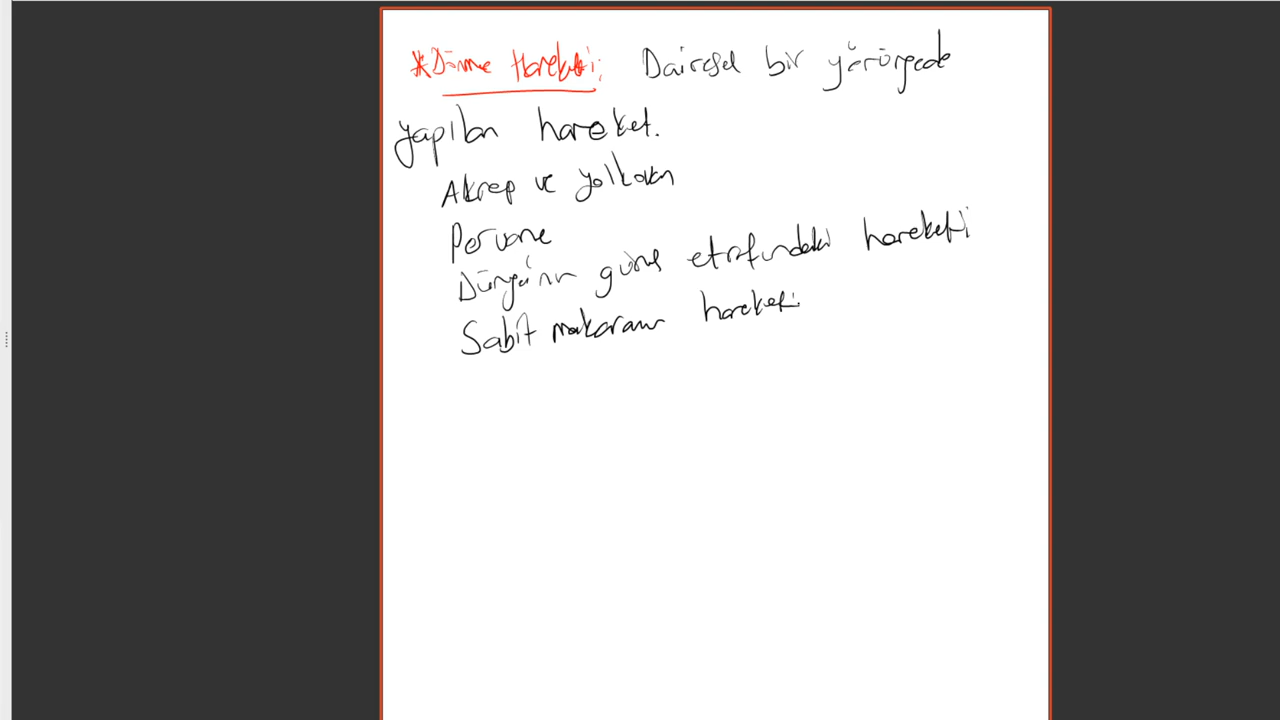 *Dönme Hareketi: Dairesel bir yörüngede
yapılan hareket.
Akrep ve yelkovan
Pervane
Dünya'nın güneş etrafındaki hareketi
Sabit makaranın hareketi